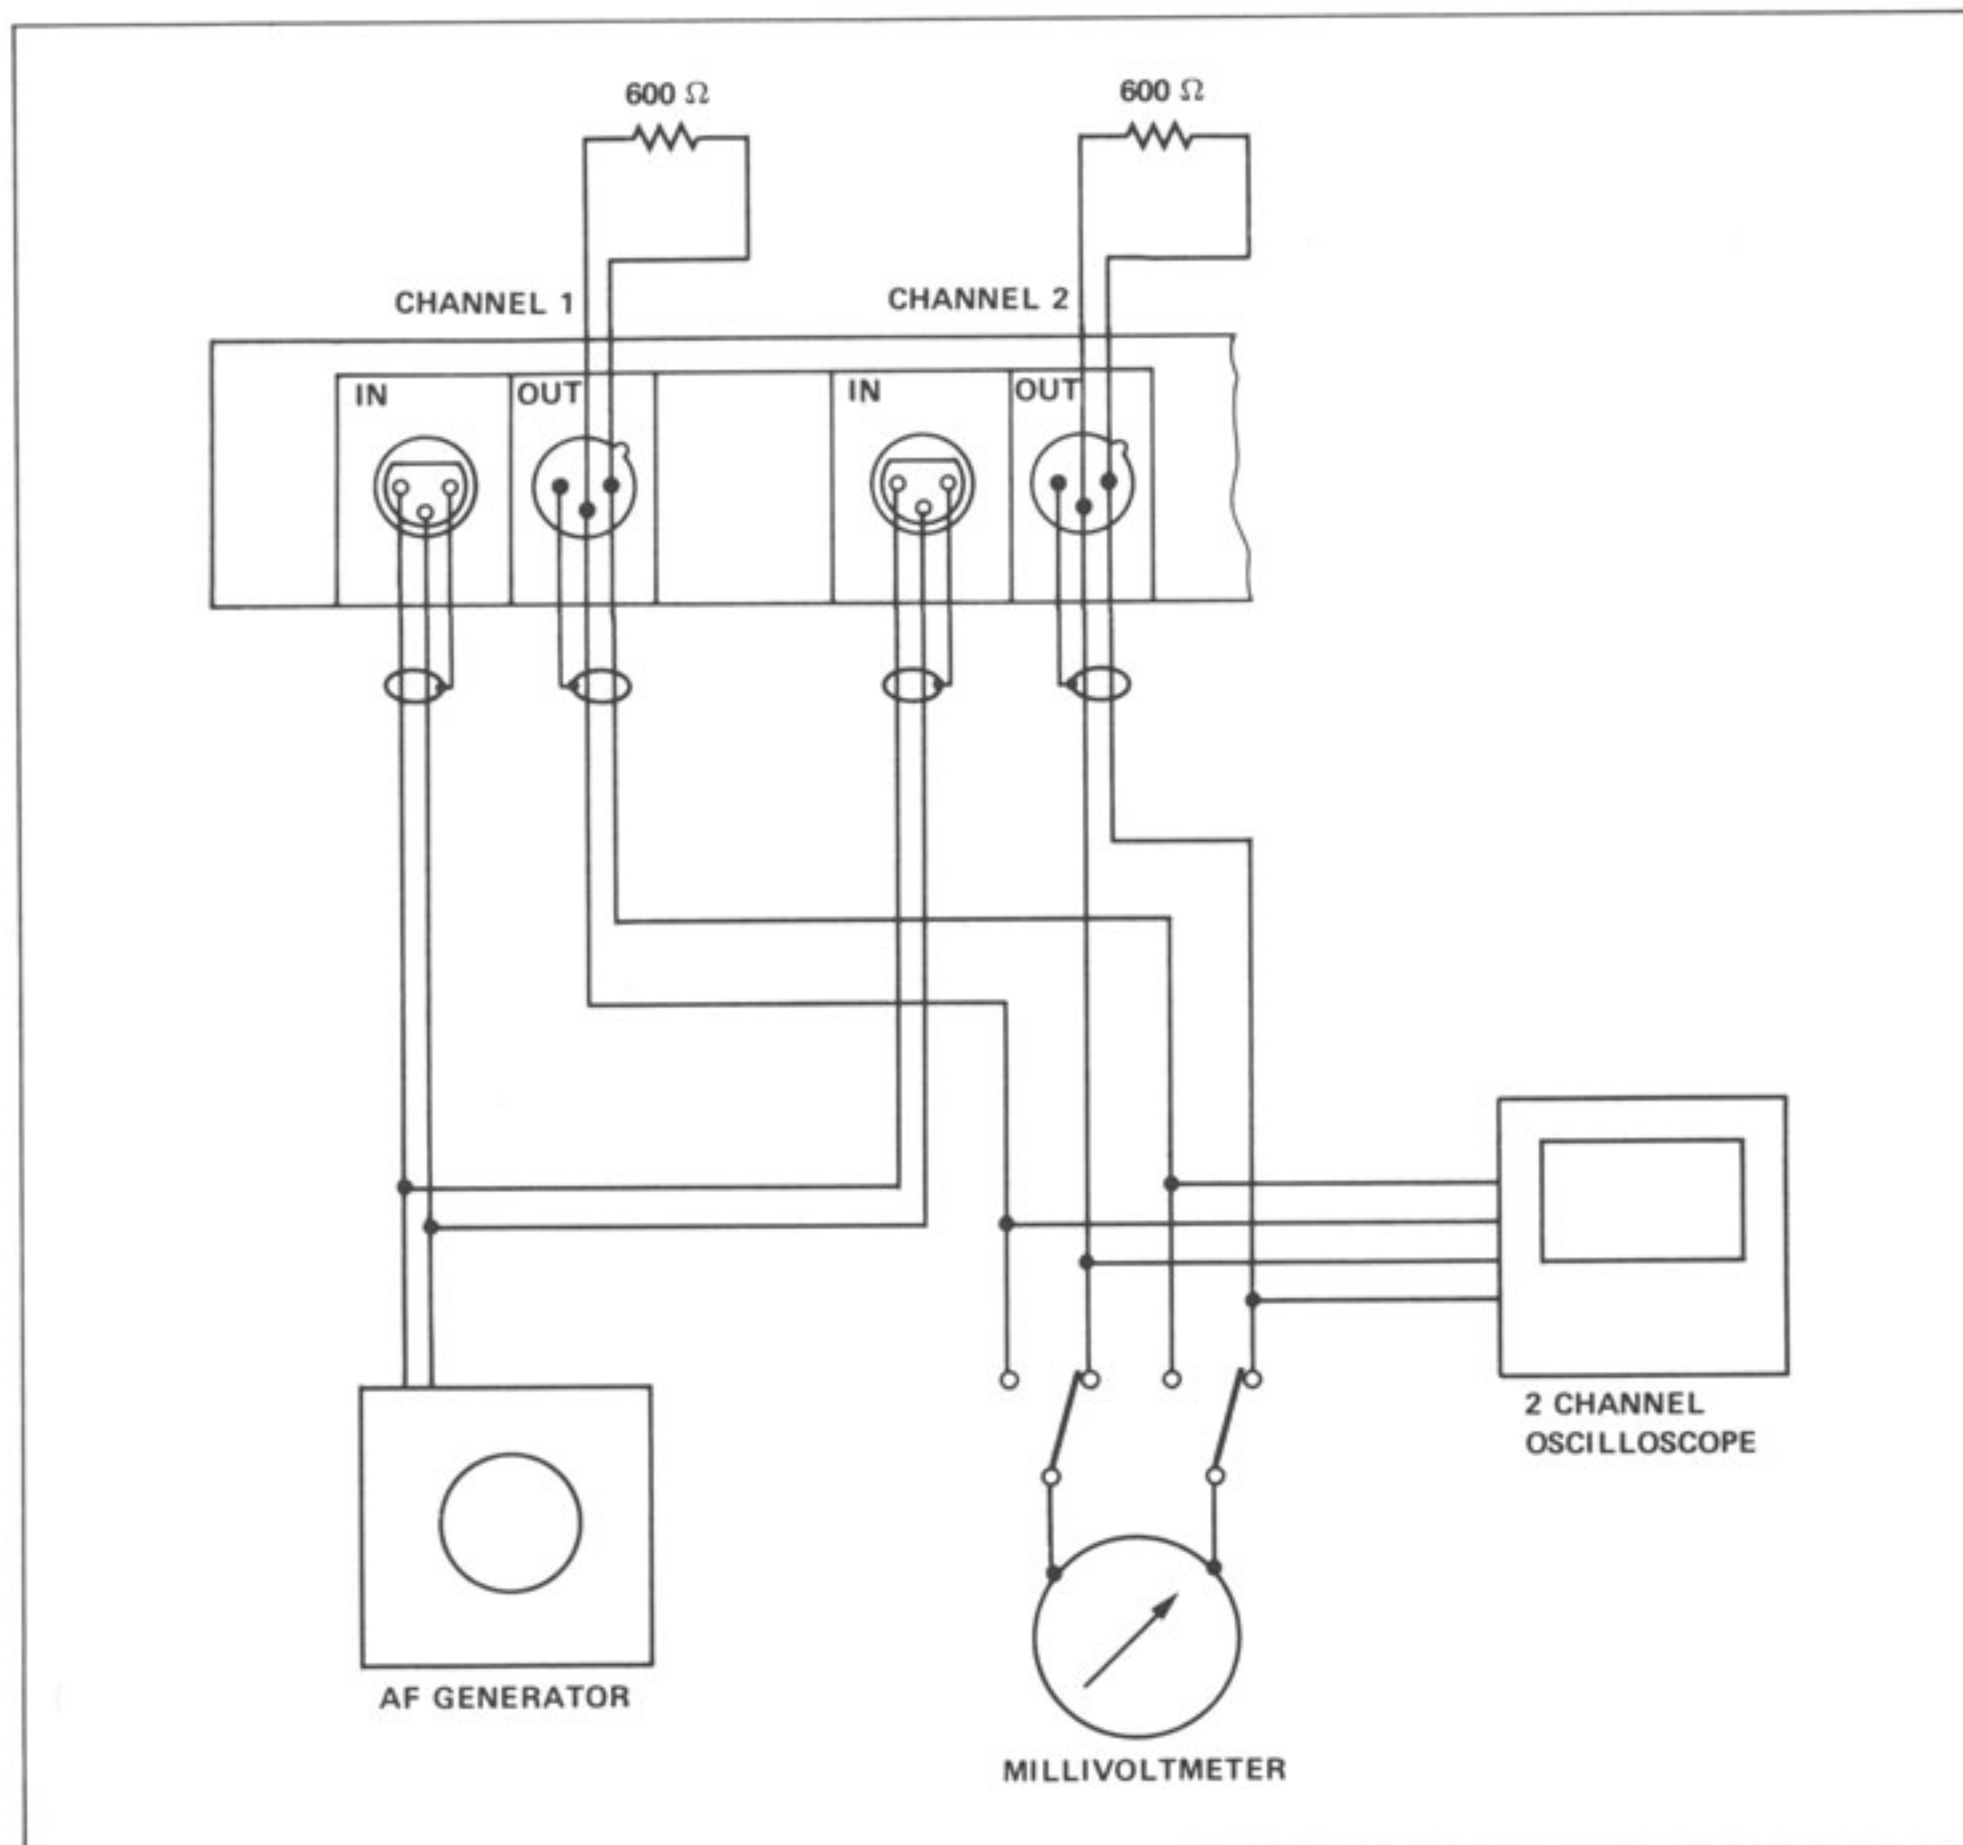 600 Ω
600 Ω
CHANNEL 1
CHANNEL 2
IN
OUT
IN
OUT
2 CHANNEL
OSCILLOSCOPE
AF GENERATOR
MILLIVOLTMETER